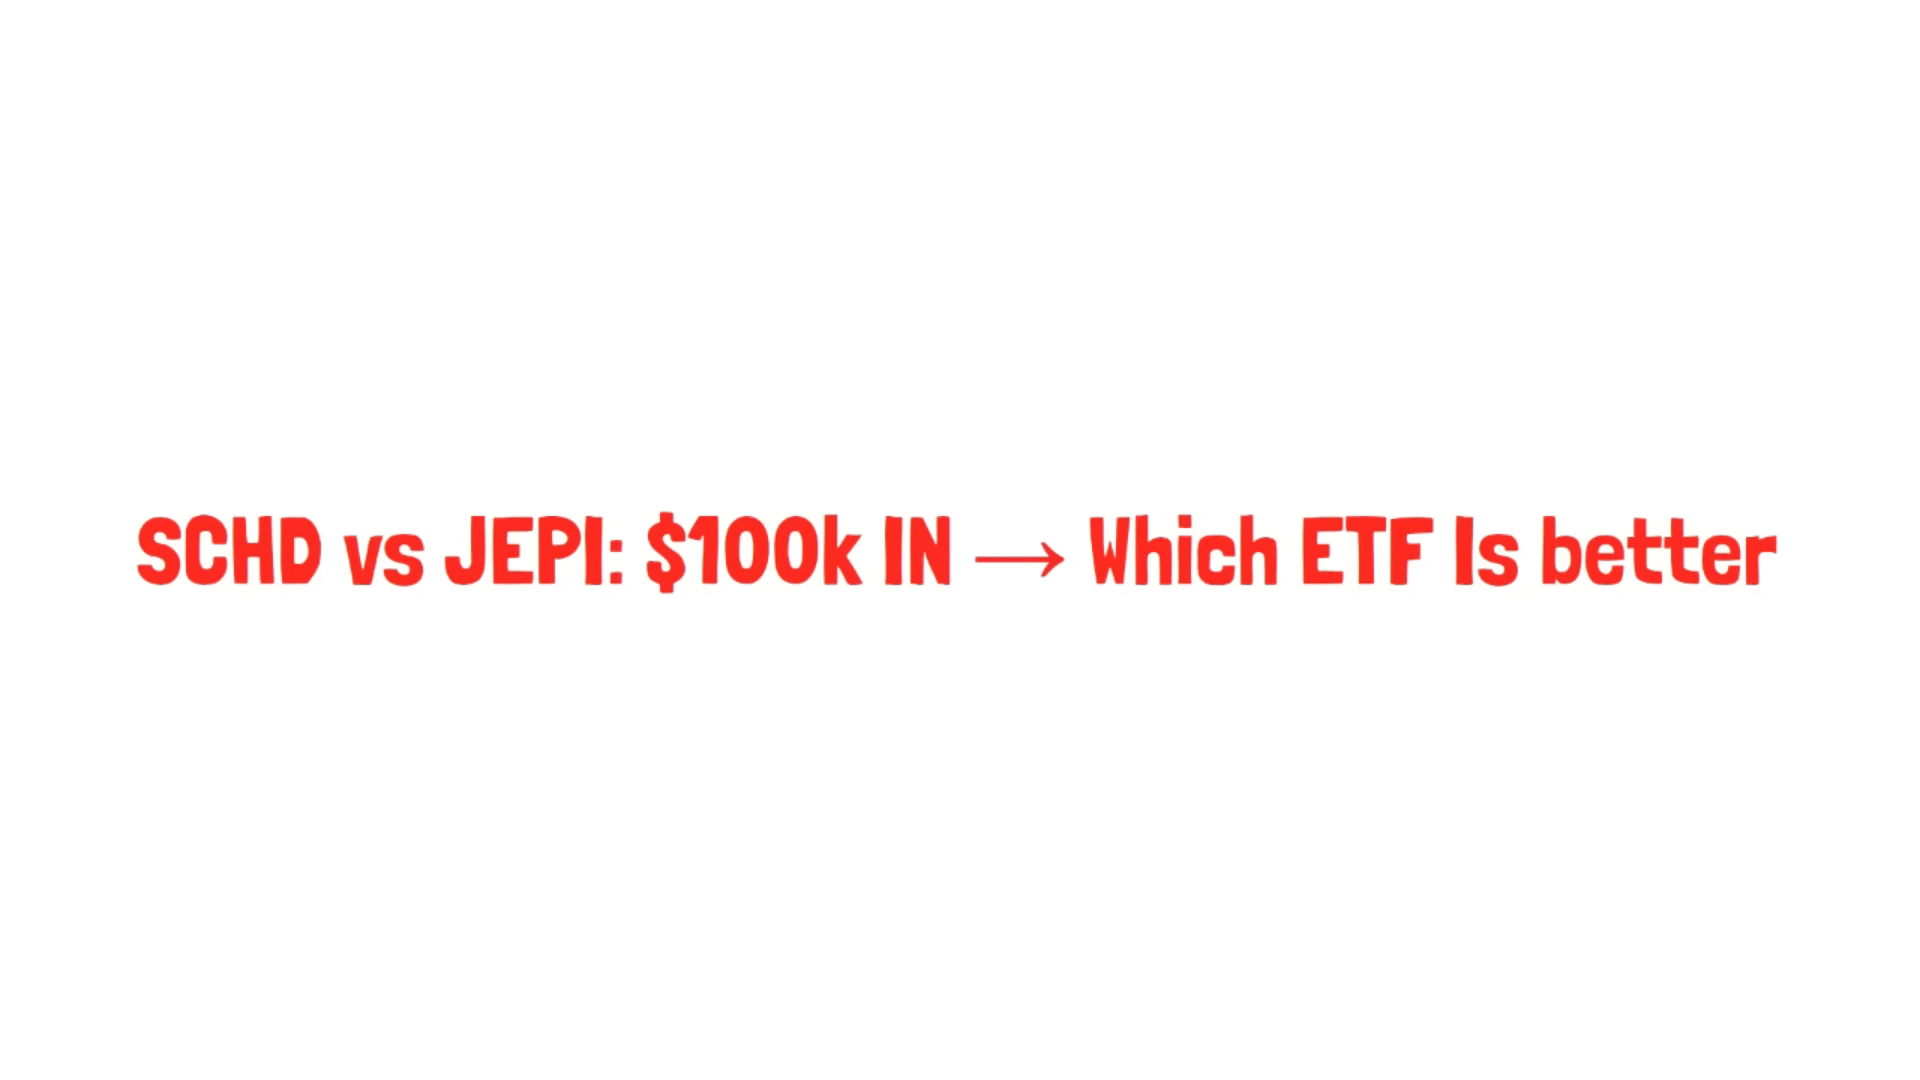 SCHD vs JEPI: $100k IN → Which ETF Is better